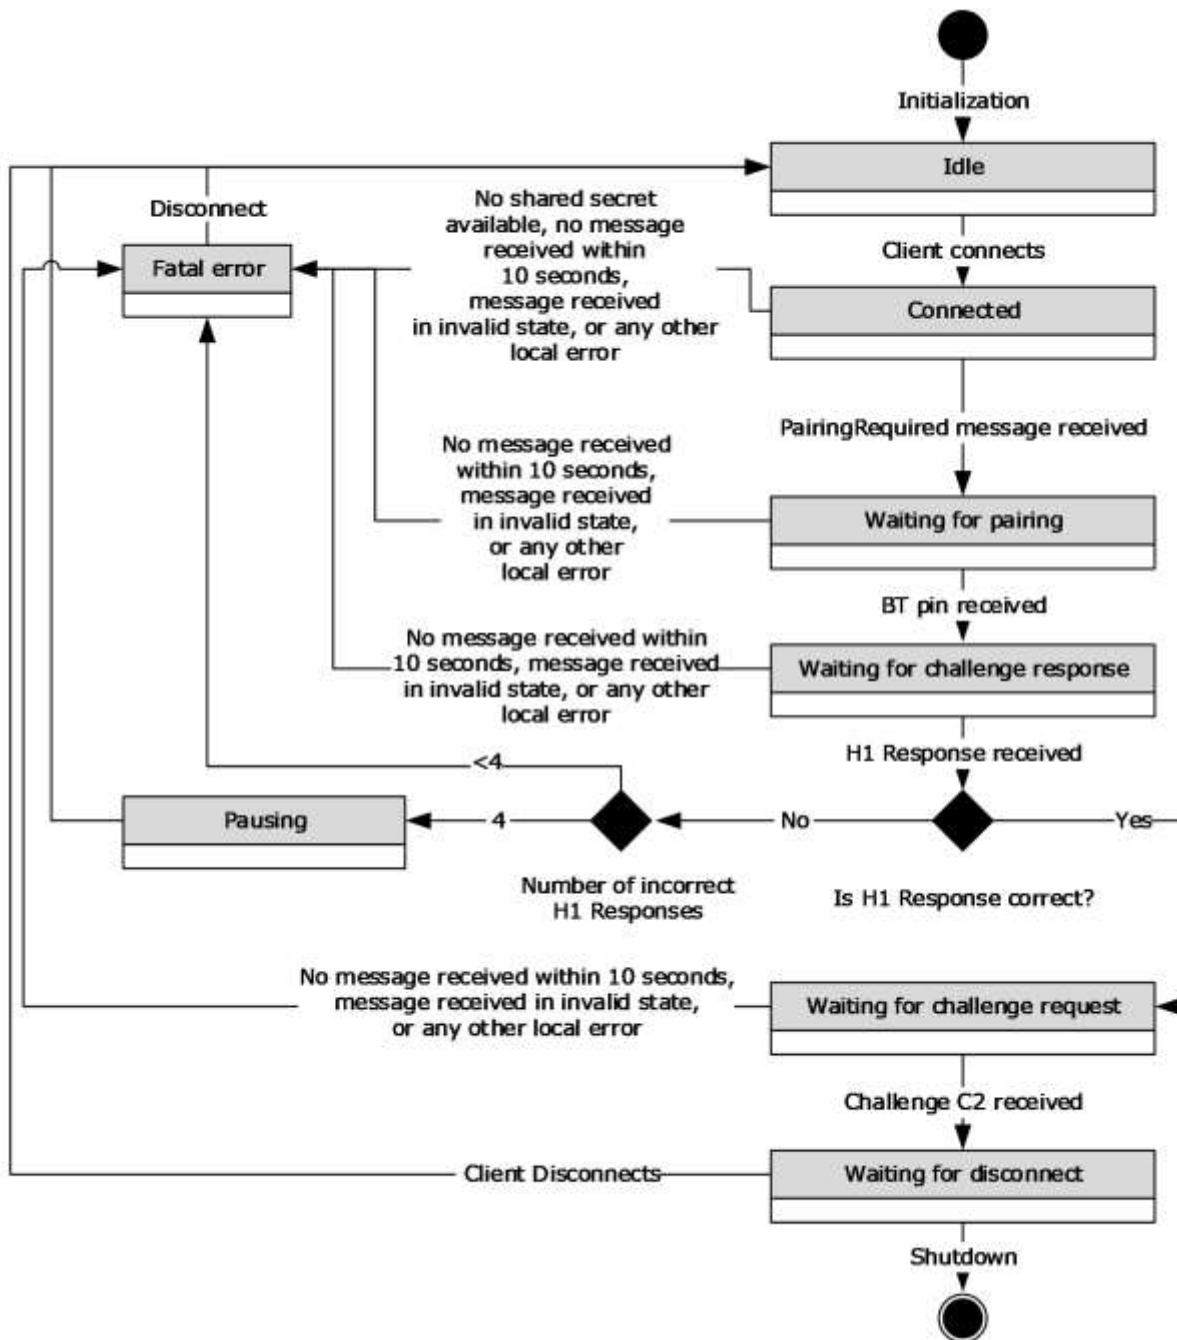 Initialization
Idle
Disconnect
No shared secret
available, no message
received within
10 seconds,
message received
in invalid state, or any other
local error
Client connects
Fatal error
Connected
PairingRequired message received
No message received
within 10 seconds,
message received
in invalid state,
or any other
local error
Waiting for pairing
BT pin received
No message received within
10 seconds, message received
in invalid state, or any other
local error
Waiting for challenge response
H1 Response received
<4
Pausing
4
No
Yes
Number of incorrect
H1 Responses
Is H1 Response correct?
No message received within 10 seconds,
message received in invalid state,
or any other local error
Waiting for challenge request
Challenge C2 received
Client Disconnects
Waiting for disconnect
Shutdown